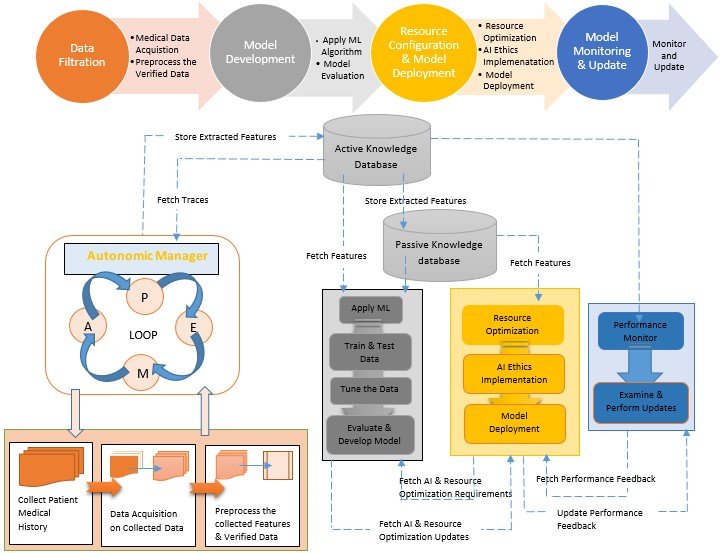 Data
Filtration
• Medical Data
Acquistion
• Preprocess the
Verified Data
Model
Development
- Apply ML
Algorithm
• Model
Evaluation
Resource
Configuration
& Model
Deployment
• Resource
Optimization
• AI Ethics
Implemenatation
• Model
Deployment
Model
Monitoring
& Update
Monitor
and
Update
Store Extracted Features
Active Knowledge
Database
Fetch Traces
Store Extracted Features
Passive Knowledge
database
Fetch Features
Fetch Features
Autonomic Manager
P
A
LOOP
E
M
Apply ML
Train & Test
Data
Tune the Data
Evaluate &
Develop Model
Resource
Optimization
AI Ethics
Implementation
Model
Deployment
Performance
Monitor
Examine &
Perform Updates
Collect Patient
Medical
History
Data Acquisition
on Collected Data
Preprocess the
collected Features
& Verified Data
Fetch AI & Resource
Optimization Requirements
Fetch Performance Feedback
Fetch AI & Resource
Optimization Updates
Update Performance
Feedback